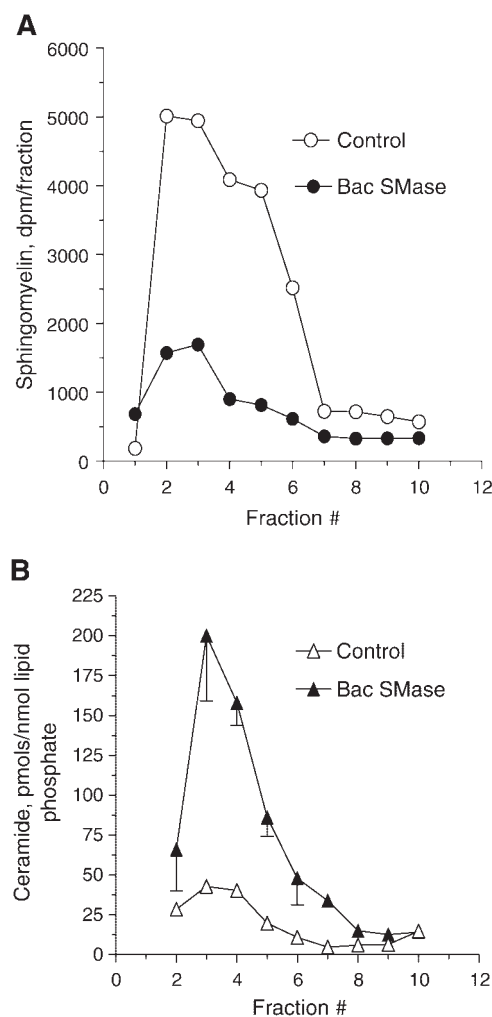 A
6000
5000
4000
3000
2000
1000
0
Sphingomyelin, dpm/fraction
Control
Bac SMase
0 2 4 6 8 10 12
Fraction #
B
225
200
175
150
125
100
75
50
25
0
Ceramide, pmols/nmol lipid
phosphate
Control
Bac SMase
0 2 4 6 8 10 12
Fraction #